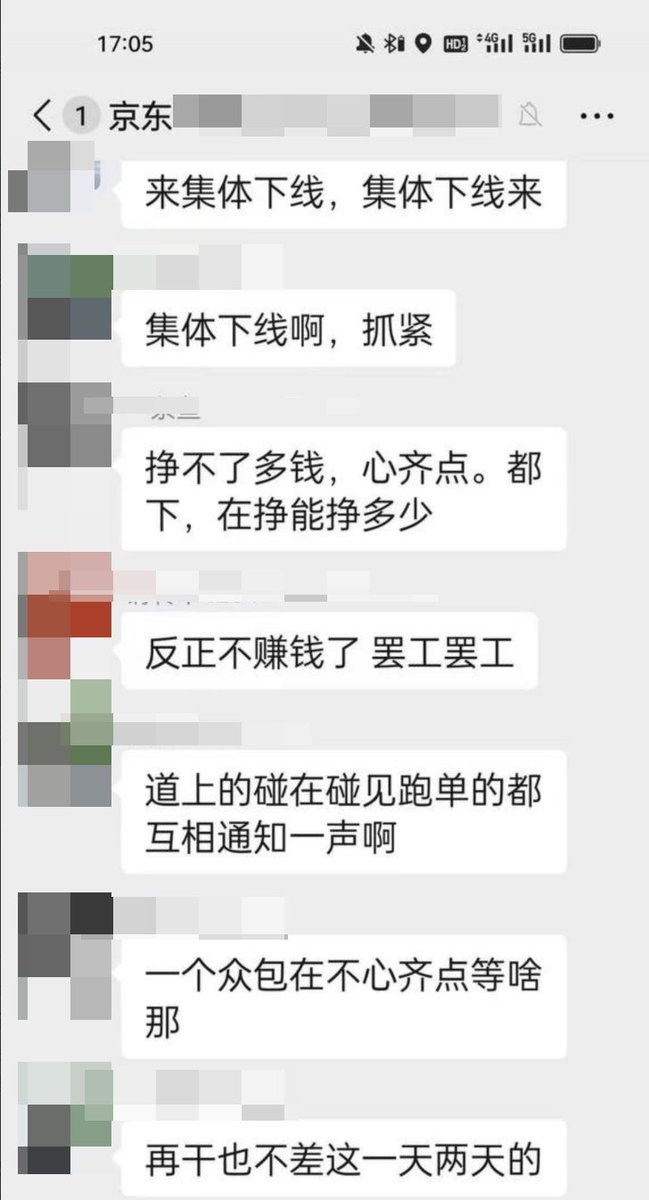 17:05
HD 4G 5G
1 京东
来集体下线，集体下线来
集体下线啊，抓紧
挣不了多钱，心齐点。都
下，在挣能挣多少
反正不赚钱了 罢工罢工
道上的碰在碰见跑单的都
互相通知一声啊
一个众包在不心齐点等啥
那
再干也不差这一天两天的